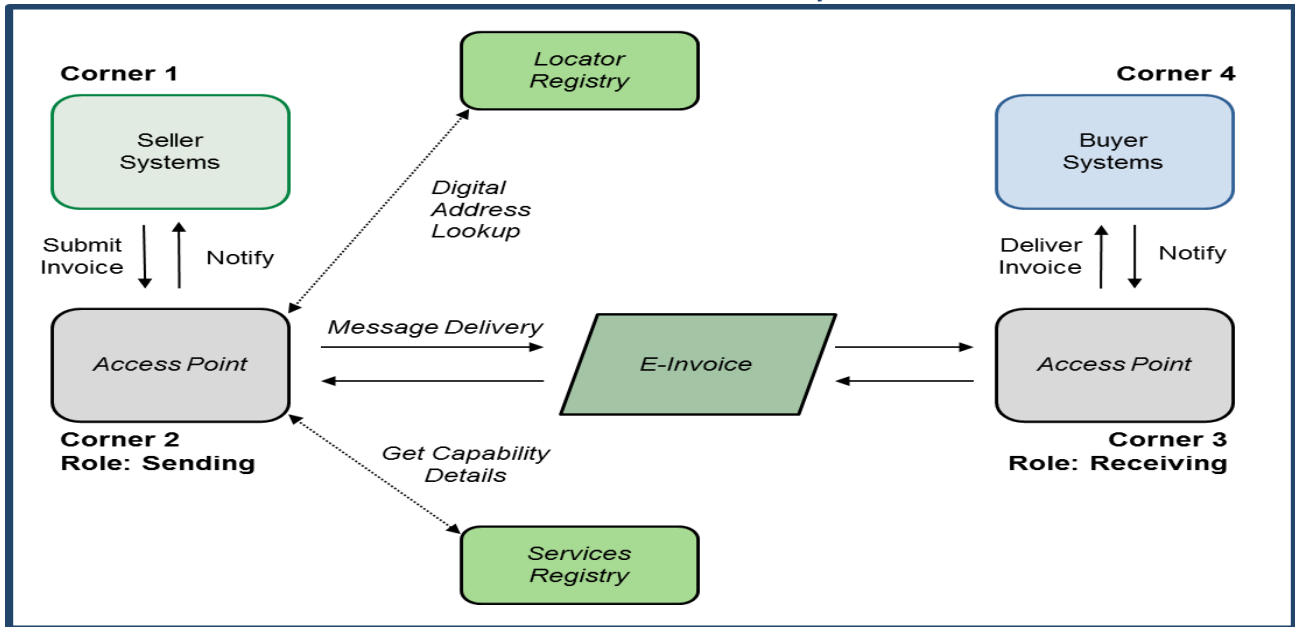 Corner 1
Seller
Systems
Submit
Invoice
Notify
Access Point
Corner 2
Role: Sending
Locator
Registry
Digital
Address
Lookup
Message Delivery
E-Invoice
Get Capability
Details
Services
Registry
Corner 4
Buyer
Systems
Deliver
Invoice
Notify
Access Point
Corner 3
Role: Receiving